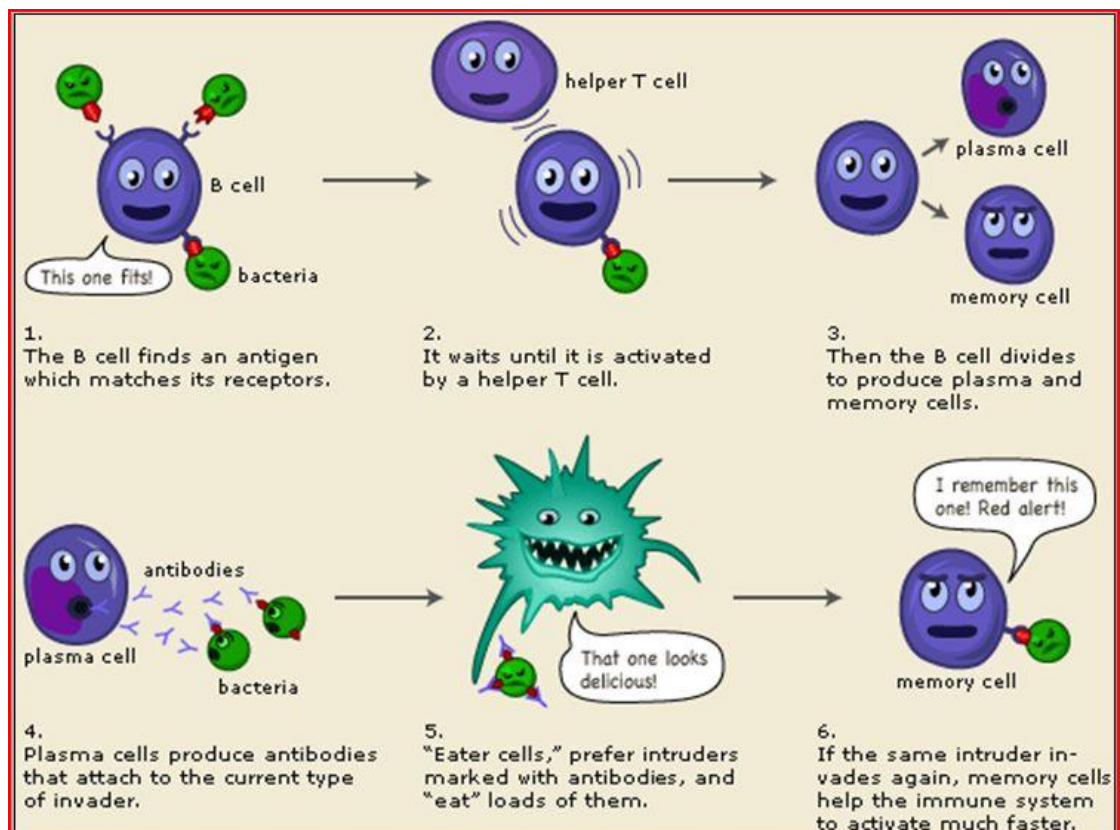 helper T cell
B cell
This one fits!
bacteria
plasma cell
memory cell
1.
The B cell finds an antigen
which matches its receptors.
2.
It waits until it is activated
by a helper T cell.
3.
Then the B cell divides
to produce plasma and
memory cells.
antibodies
plasma cell
bacteria
That one looks
delicious!
I remember this
one! Red alert!
memory cell
4.
Plasma cells produce antibodies
that attach to the current type
of invader.
5.
“Eater cells,” prefer intruders
marked with antibodies, and
“eat” loads of them.
6.
If the same intruder in-
vades again, memory cells
help the immune system
to activate much faster.